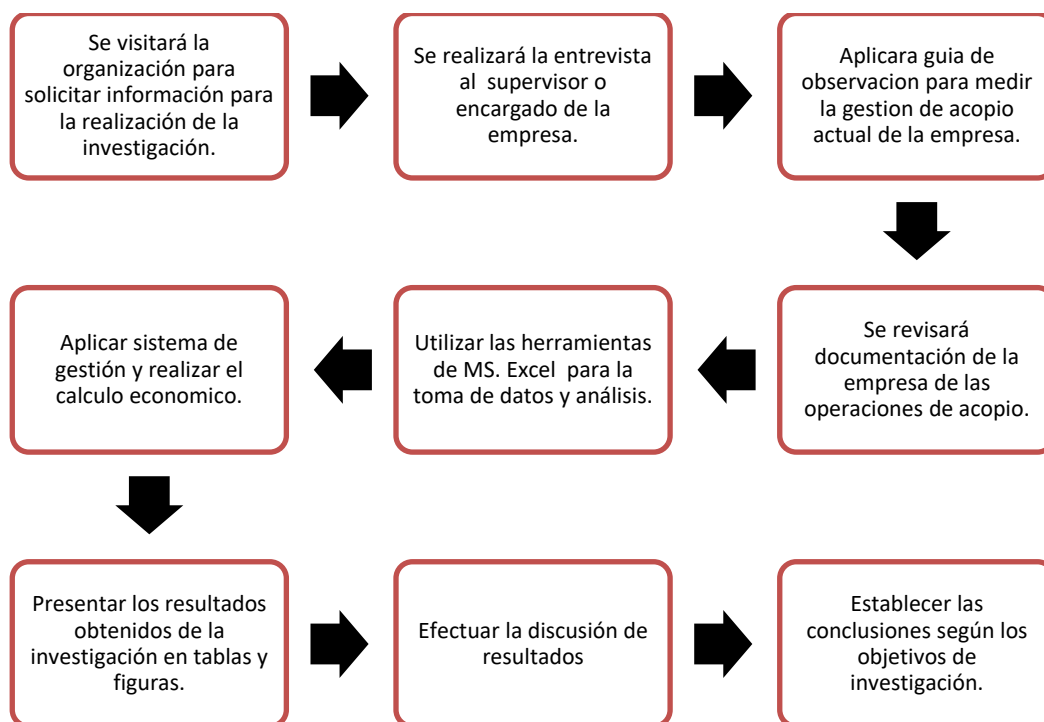 Se visitará la
organización para
solicitar información para
la realización de la
investigación.
Se realizará la entrevista
al supervisor o
encargado de la
empresa.
Aplicara guia de
observacion para medir
la gestion de acopio
actual de la empresa.
Se revisará
documentación de la
empresa de las
operaciones de acopio.
Utilizar las herramientas
de MS. Excel para la
toma de datos y análisis.
Aplicar sistema de
gestión y realizar el
calculo economico.
Presentar los resultados
obtenidos de la
investigación en tablas y
figuras.
Efectuar la discusión de
resultados
Establecer las
conclusiones según los
objetivos de
investigación.